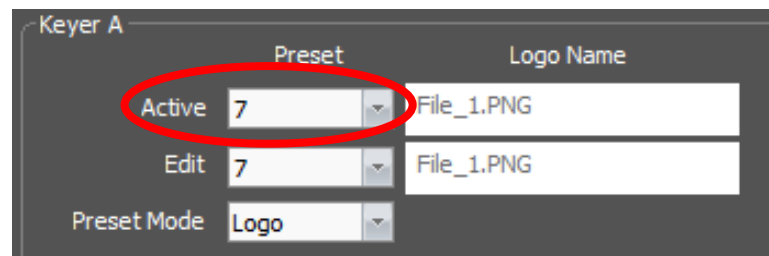 Keyer A
Preset Logo Name
Active 7 File_1.PNG
Edit 7 File_1.PNG
Preset Mode Logo